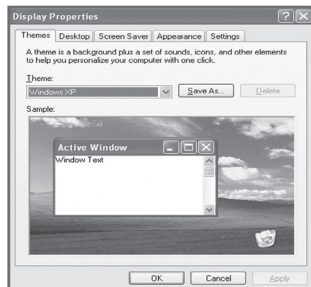 Display Properties
Themes Desktop Screen Saver Appearance Settings
A theme is a background plus a set of sounds, icons, and other elements
to help you personalize your computer with one click.
Theme:
Windows XP Save As... Delete
Sample:
Active Window
Window Text
OK Cancel Apply